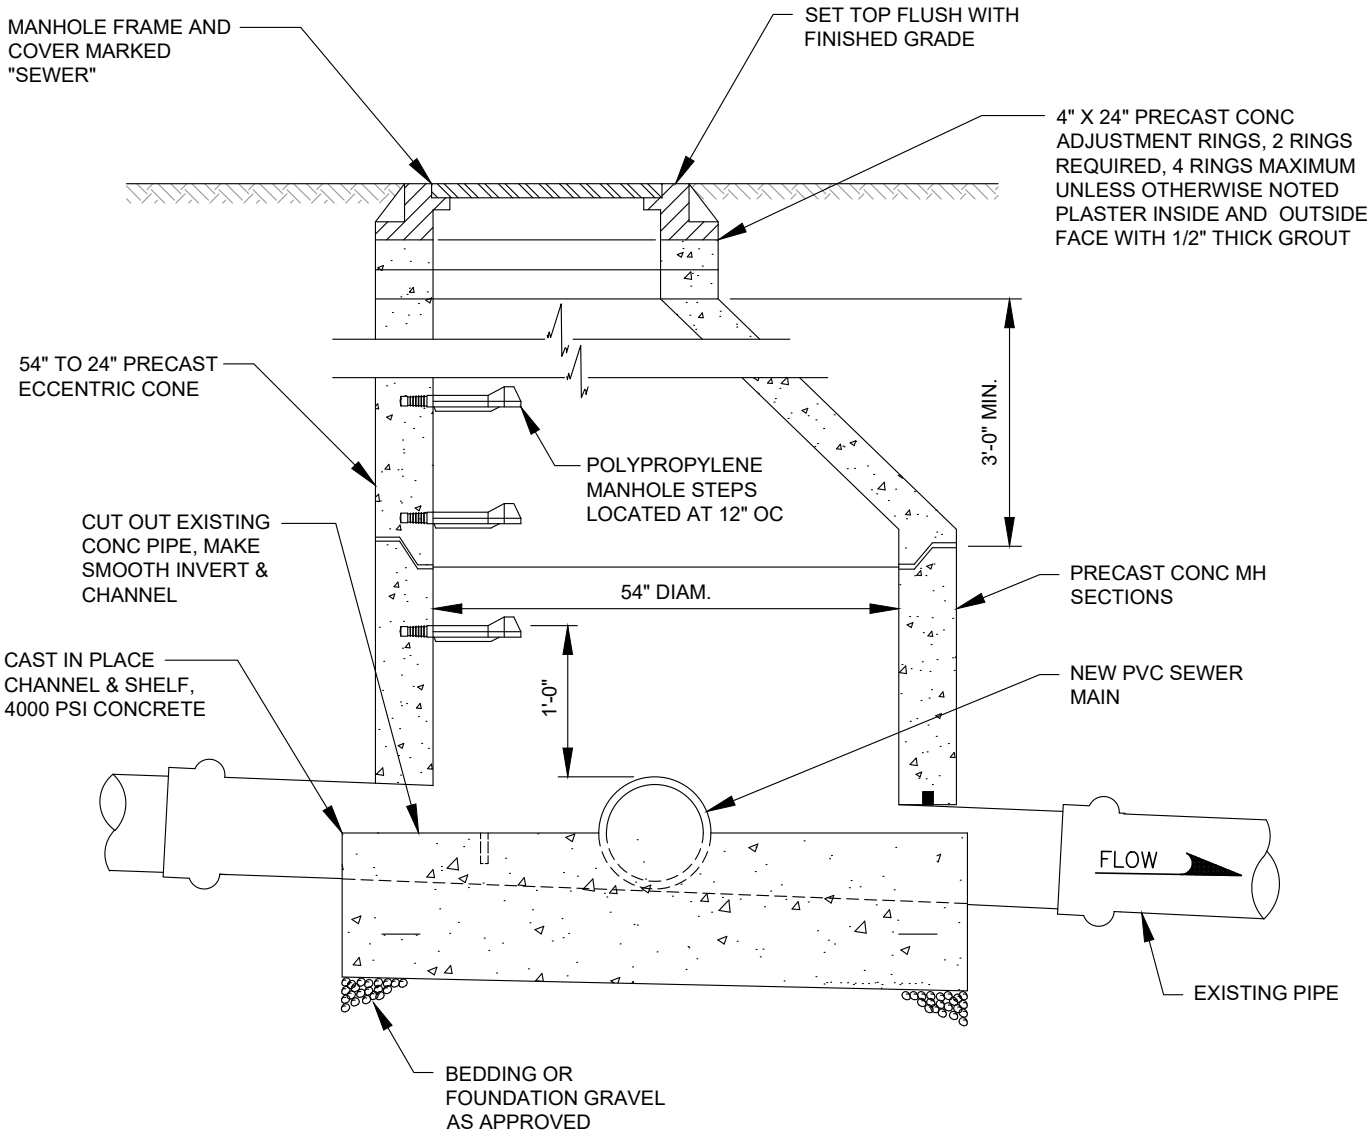 MANHOLE FRAME AND
COVER MARKED
"SEWER"
SET TOP FLUSH WITH
FINISHED GRADE
4" X 24" PRECAST CONC
ADJUSTMENT RINGS, 2 RINGS
REQUIRED, 4 RINGS MAXIMUM
UNLESS OTHERWISE NOTED
PLASTER INSIDE AND OUTSIDE
FACE WITH 1/2" THICK GROUT
54" TO 24" PRECAST
ECCENTRIC CONE
3'-0" MIN.
POLYPROPYLENE
MANHOLE STEPS
LOCATED AT 12" OC
CUT OUT EXISTING
CONC PIPE, MAKE
SMOOTH INVERT &
CHANNEL
54" DIAM.
PRECAST CONC MH
SECTIONS
CAST IN PLACE
CHANNEL & SHELF,
4000 PSI CONCRETE
1'-0"
NEW PVC SEWER
MAIN
FLOW
EXISTING PIPE
BEDDING OR
FOUNDATION GRAVEL
AS APPROVED